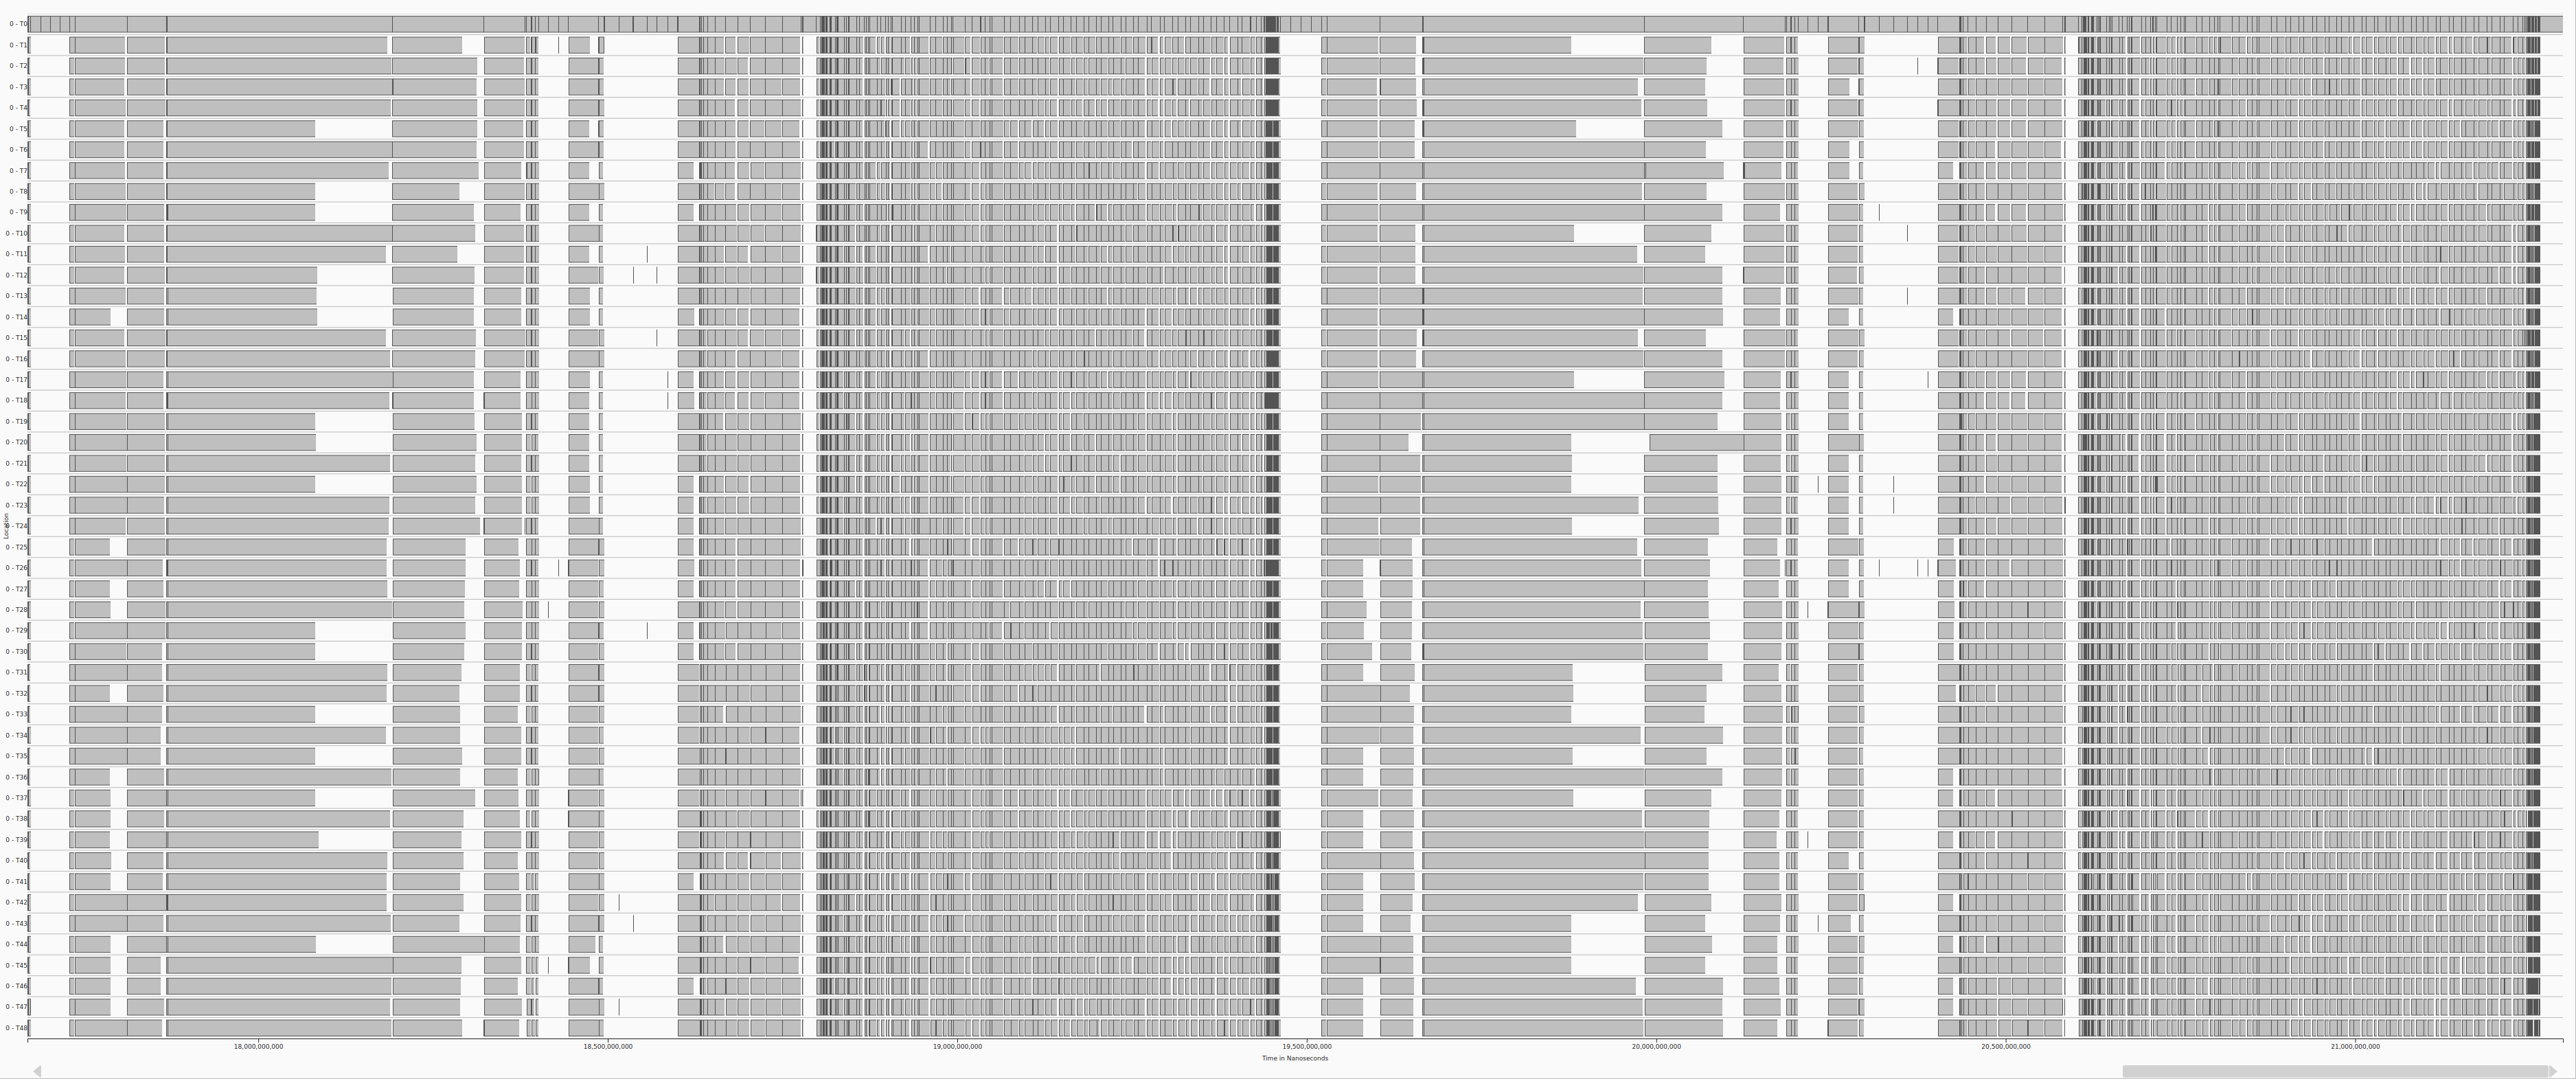 0 - T0
0 - T1
0 - T2
0 - T3
0 - T4
0 - T5
0 - T6
0 - T7
0 - T8
0 - T9
0 - T10
0 - T11
0 - T12
0 - T13
0 - T14
0 - T15
0 - T16
0 - T17
0 - T18
0 - T19
0 - T20
0 - T21
0 - T22
0 - T23
0 - T24
0 - T25
0 - T26
0 - T27
0 - T28
0 - T29
0 - T30
0 - T31
0 - T32
0 - T33
0 - T34
0 - T35
0 - T36
0 - T37
0 - T38
0 - T39
0 - T40
0 - T41
0 - T42
0 - T43
0 - T44
0 - T45
0 - T46
0 - T47
0 - T48
Location
18,000,000,000
18,500,000,000
19,000,000,000
19,500,000,000
20,000,000,000
20,500,000,000
21,000,000,000
Time in Nanoseconds